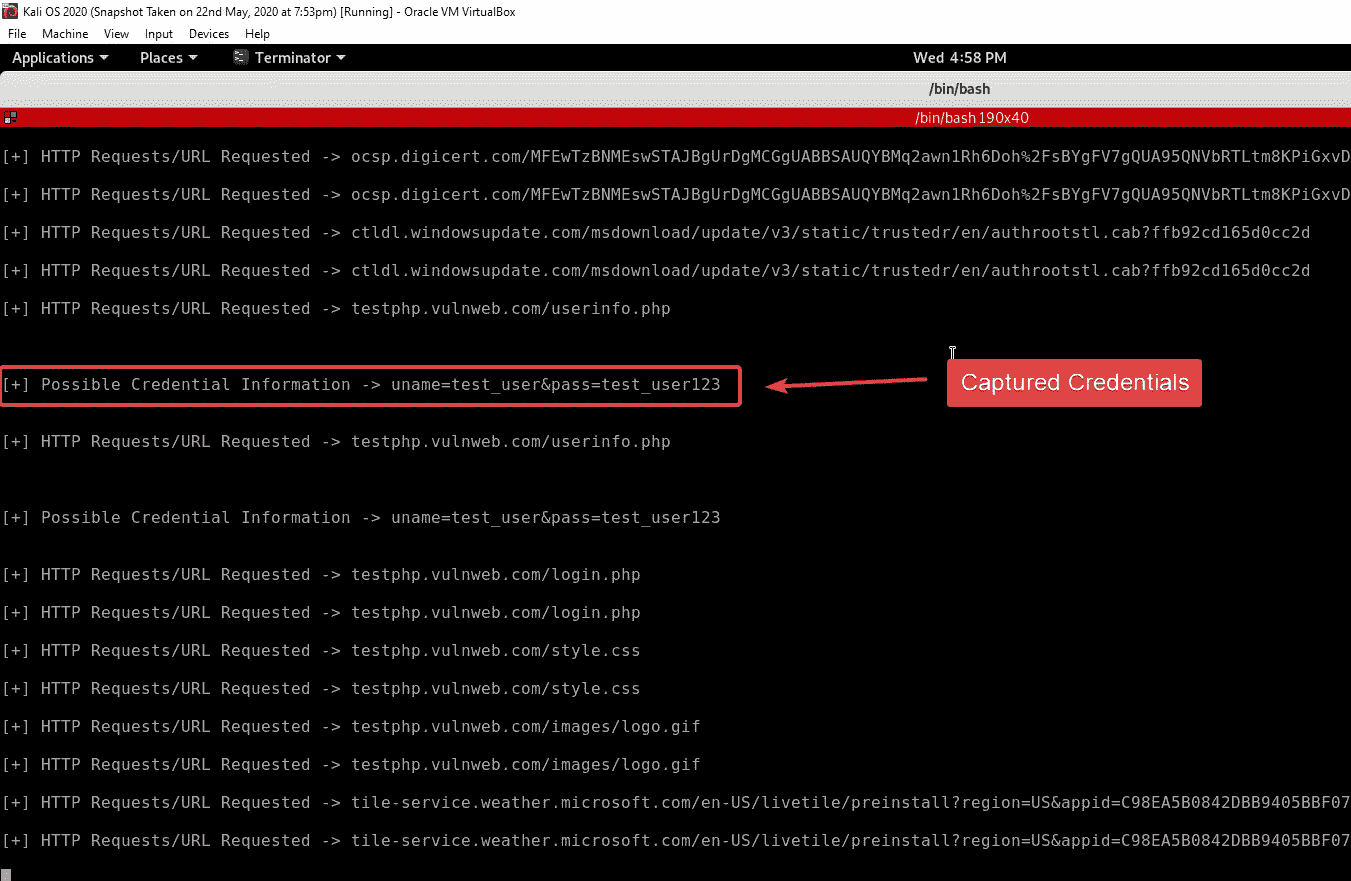 Kali OS 2020 (Snapshot Taken on 22nd May, 2020 at 7:53pm) [Running] - Oracle VM VirtualBox
File Machine View Input Devices Help
Applications Places Terminator Wed 4:58 PM
/bin/bash
/bin/bash 190x40
[+] HTTP Requests/URL Requested -> ocsp.digicert.com/MFEwTzBNMEswSTAJBgUrDgMCGgUABBSAUQYBMq2awn1Rh6Doh%2FsBYgFV7gQUA95QNVbRTLtm8KPiGxvD
[+] HTTP Requests/URL Requested -> ocsp.digicert.com/MFEwTzBNMEswSTAJBgUrDgMCGgUABBSAUQYBMq2awn1Rh6Doh%2FsBYgFV7gQUA95QNVbRTLtm8KPiGxvD
[+] HTTP Requests/URL Requested -> ctldl.windowsupdate.com/msdownload/update/v3/static/trustedr/en/authrootstl.cab?ffb92cd165d0cc2d
[+] HTTP Requests/URL Requested -> ctldl.windowsupdate.com/msdownload/update/v3/static/trustedr/en/authrootstl.cab?ffb92cd165d0cc2d
[+] HTTP Requests/URL Requested -> testphp.vulnweb.com/userinfo.php
[+] Possible Credential Information -> uname=test_user&pass=test_user123
Captured Credentials
[+] HTTP Requests/URL Requested -> testphp.vulnweb.com/userinfo.php
[+] Possible Credential Information -> uname=test_user&pass=test_user123
[+] HTTP Requests/URL Requested -> testphp.vulnweb.com/login.php
[+] HTTP Requests/URL Requested -> testphp.vulnweb.com/login.php
[+] HTTP Requests/URL Requested -> testphp.vulnweb.com/style.css
[+] HTTP Requests/URL Requested -> testphp.vulnweb.com/style.css
[+] HTTP Requests/URL Requested -> testphp.vulnweb.com/images/logo.gif
[+] HTTP Requests/URL Requested -> testphp.vulnweb.com/images/logo.gif
[+] HTTP Requests/URL Requested -> tile-service.weather.microsoft.com/en-US/livetile/preinstall?region=US&appid=C98EA5B0842DBB9405BBF07
[+] HTTP Requests/URL Requested -> tile-service.weather.microsoft.com/en-US/livetile/preinstall?region=US&appid=C98EA5B0842DBB9405BBF07